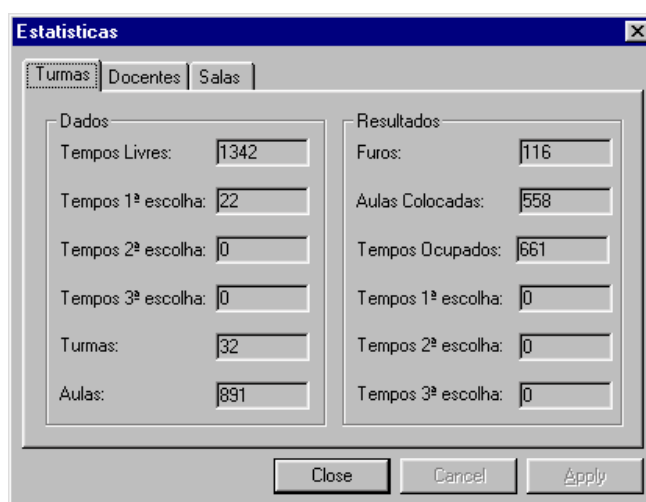 Estatisticas
Turmas Docentes Salas
Dados
Tempos Livres: 1342
Tempos 1ª escolha: 22
Tempos 2ª escolha: 0
Tempos 3ª escolha: 0
Turmas: 32
Aulas: 891
Resultados
Furos: 116
Aulas Colocadas: 558
Tempos Ocupados: 661
Tempos 1ª escolha: 0
Tempos 2ª escolha: 0
Tempos 3ª escolha: 0
Close Cancel Apply